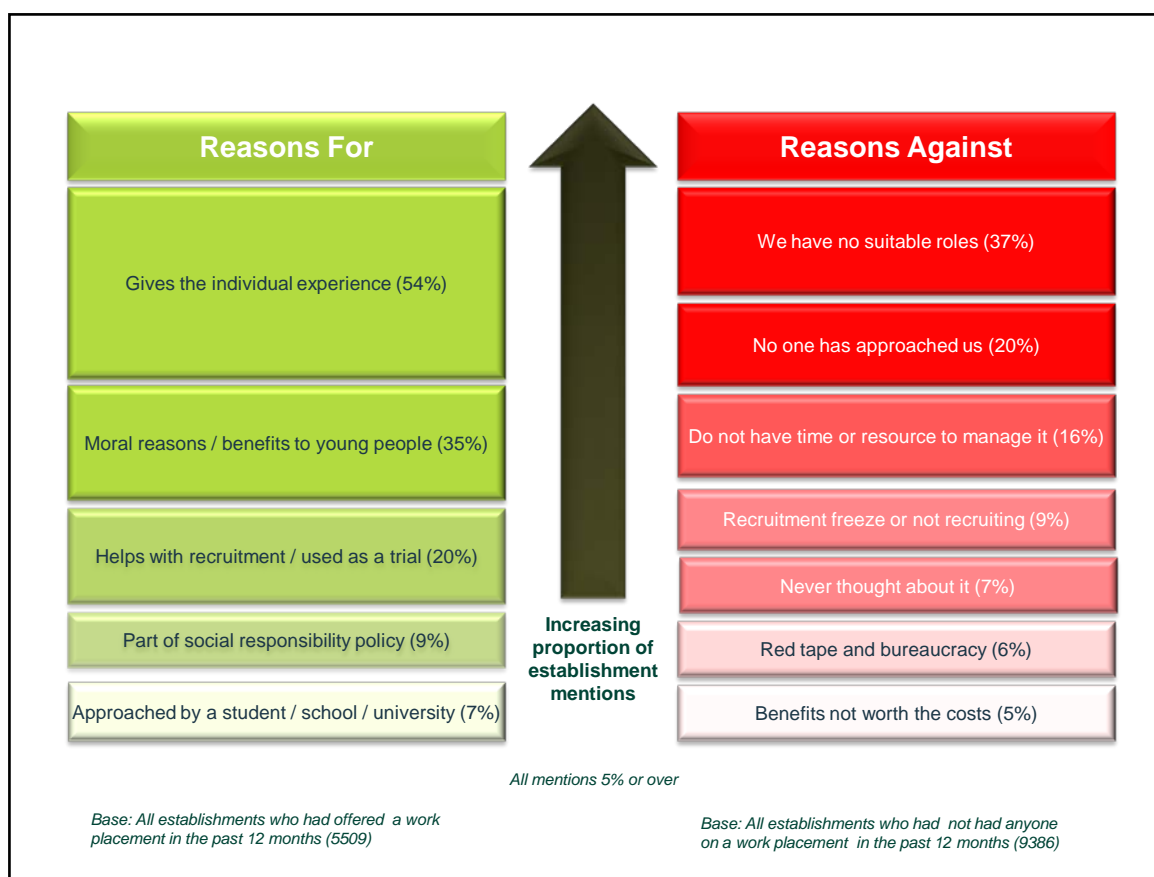 Reasons For
Gives the individual experience (54%)
Moral reasons / benefits to young people (35%)
Helps with recruitment / used as a trial (20%)
Part of social responsibility policy (9%)
Approached by a student / school / university (7%)
Increasing
proportion of
establishment
mentions
Reasons Against
We have no suitable roles (37%)
No one has approached us (20%)
Do not have time or resource to manage it (16%)
Recruitment freeze or not recruiting (9%)
Never thought about it (7%)
Red tape and bureaucracy (6%)
Benefits not worth the costs (5%)
All mentions 5% or over
Base: All establishments who had offered a work
placement in the past 12 months (5509)
Base: All establishments who had not had anyone
on a work placement in the past 12 months (9386)